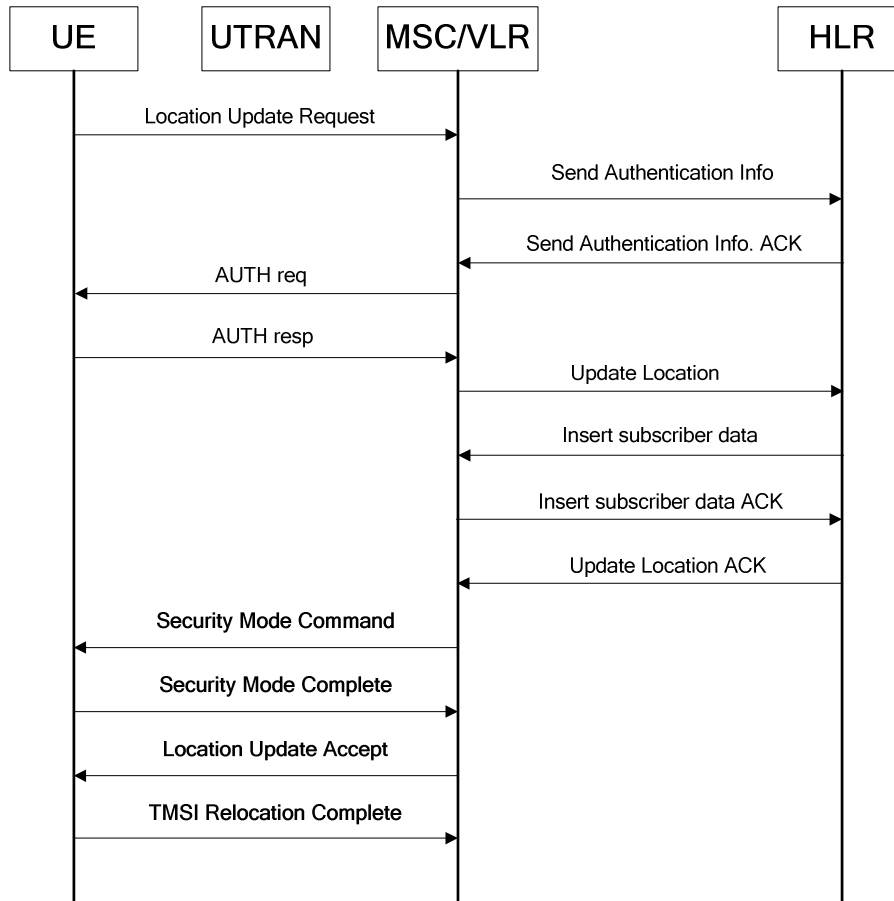 UE
UTRAN
MSC/VLR
HLR
Location Update Request
Send Authentication Info
Send Authentication Info. ACK
AUTH req
AUTH resp
Update Location
Insert subscriber data
Insert subscriber data ACK
Update Location ACK
Security Mode Command
Security Mode Complete
Location Update Accept
TMSI Relocation Complete